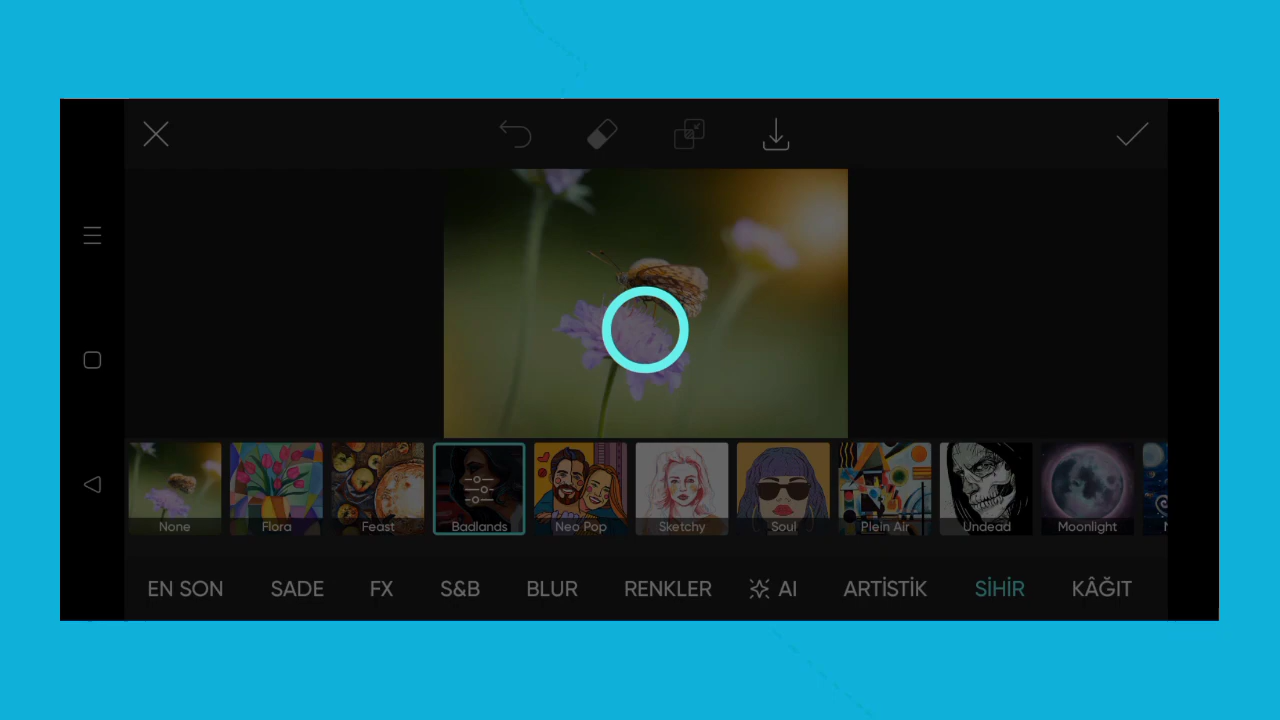 None Flora Feast Badlands Neo Pop Sketchy Soul Plein Air Undead Moonlight
EN SON SADE FX S&B BLUR RENKLER AI ARTİSTİK SİHİR KÂĞIT